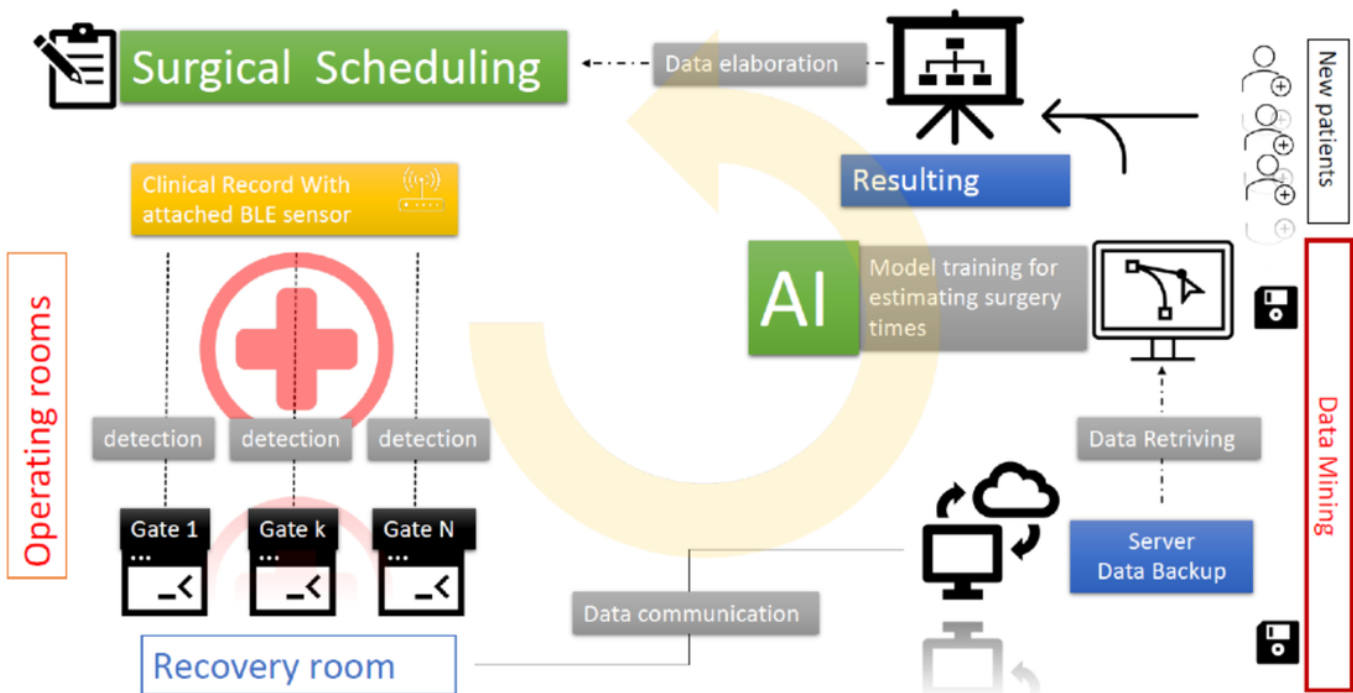 Surgical Scheduling
Data elaboration
New patients
Resulting
Clinical Record With
attached BLE sensor
AI
Model training for
estimating surgery
times
Operating rooms
detection
detection
detection
Data Retriving
Data Mining
Gate 1
Gate k
Gate N
Server
Data Backup
Data communication
Recovery room